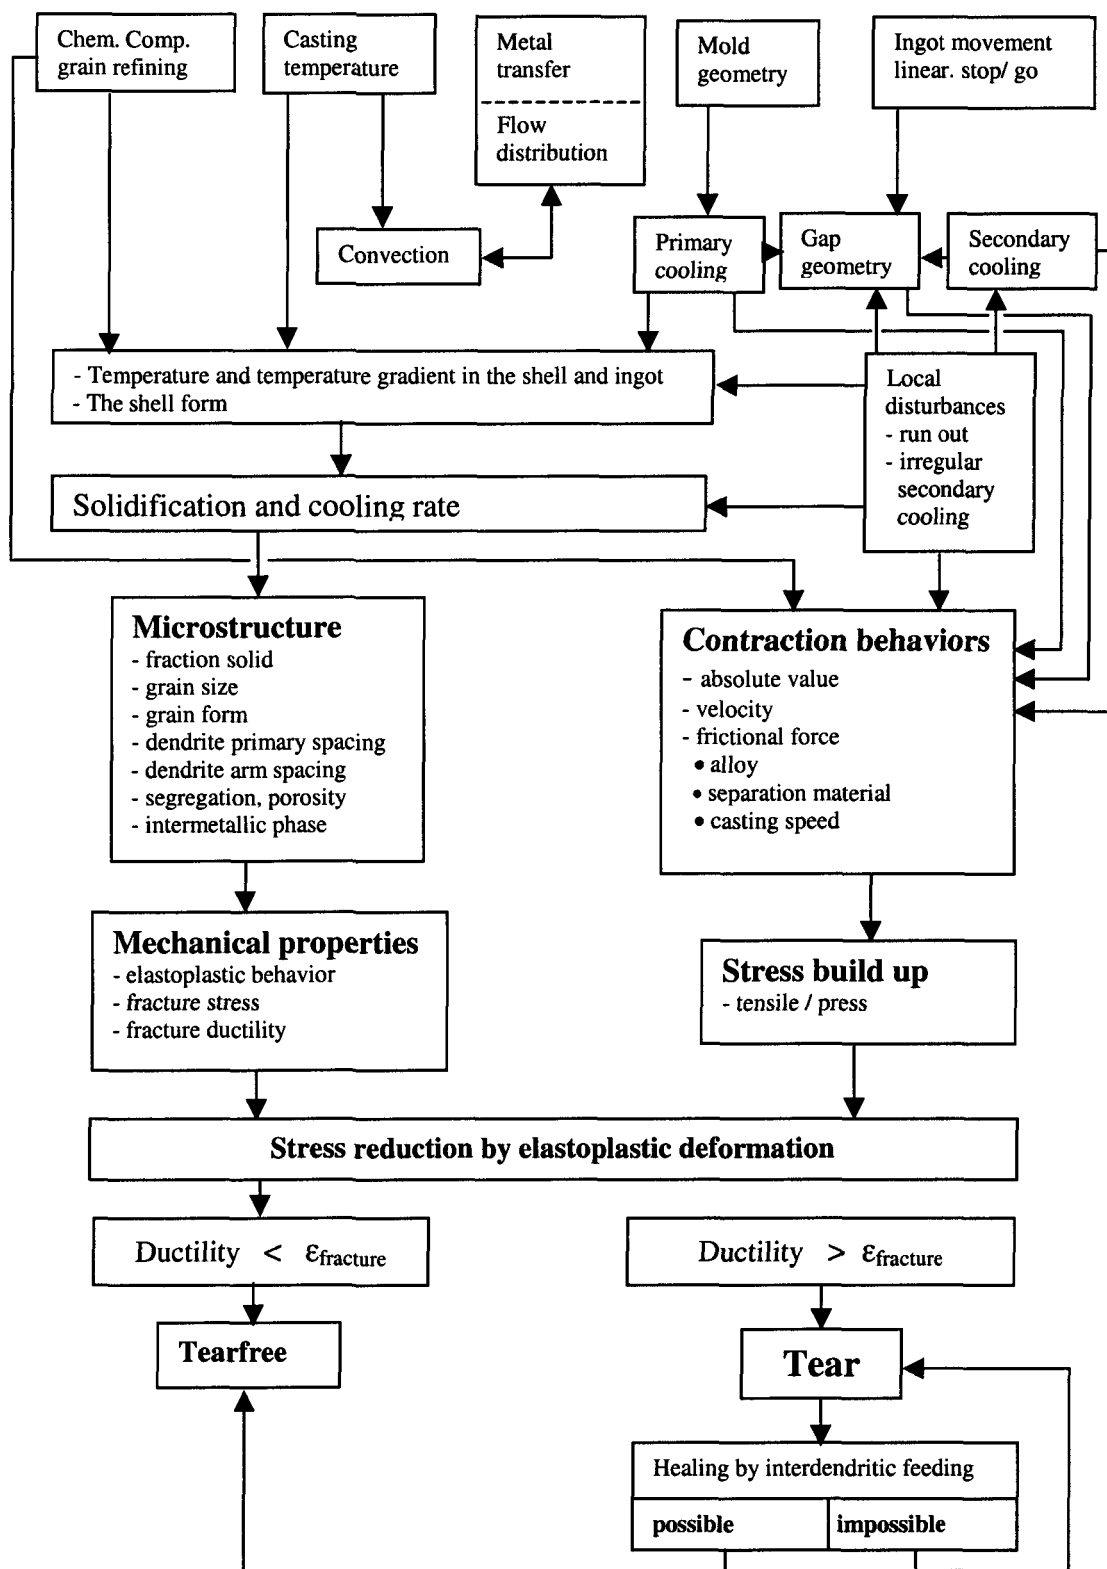 Chem. Comp.
grain refining
Casting
temperature
Metal
transfer
Flow
distribution
Mold
geometry
Ingot movement
linear. stop/ go
Convection
Primary
cooling
Gap
geometry
Secondary
cooling
- Temperature and temperature gradient in the shell and ingot
- The shell form
Local
disturbances
- run out
- irregular
secondary
cooling
Solidification and cooling rate
Microstructure
- fraction solid
- grain size
- grain form
- dendrite primary spacing
- dendrite arm spacing
- segregation, porosity
- intermetallic phase
Contraction behaviors
- absolute value
- velocity
- frictional force
• alloy
• separation material
• casting speed
Mechanical properties
- elastoplastic behavior
- fracture stress
- fracture ductility
Stress build up
- tensile / press
Stress reduction by elastoplastic deformation
Ductility < εfracture
Ductility > εfracture
Tearfree
Tear
Healing by interdendritic feeding
possible
impossible